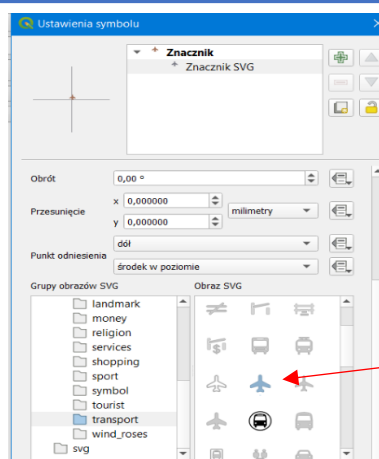 Ustawienia symbolu
Znacznik
Znacznik SVG
Obrót 0,00 °
x 0,000000
Przesunięcie milimetry
y 0,000000
Punkt odniesienia dół
środek w poziomie
Grupy obrazów SVG Obraz SVG
landmark
money
religion
services
shopping
sport
symbol
tourist
transport
wind_roses
svg